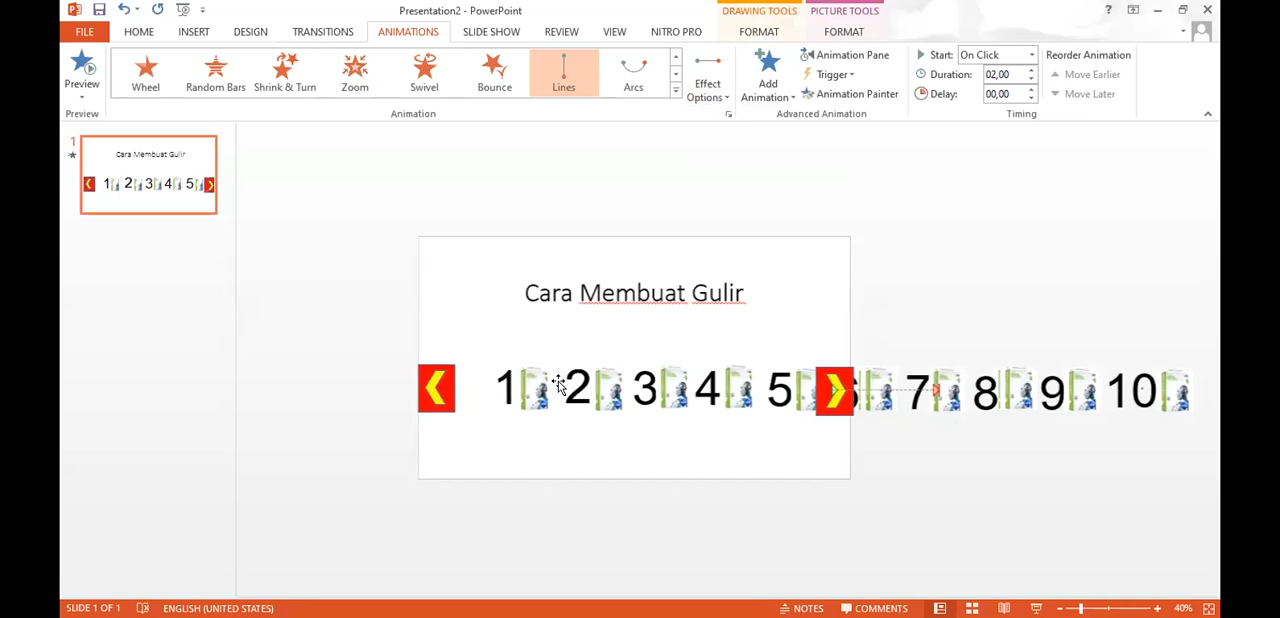 Presentation2 - PowerPoint
DRAWING TOOLS
PICTURE TOOLS
?
FILE
HOME
INSERT
DESIGN
TRANSITIONS
ANIMATIONS
SLIDE SHOW
REVIEW
VIEW
NITRO PRO
FORMAT
FORMAT
Preview
Wheel
Random Bars
Shrink & Turn
Zoom
Swivel
Bounce
Lines
Arcs
Effect
Options
Add
Animation
Animation Pane
Trigger
Animation Painter
Start: On Click
Duration: 02,00
Delay: 00,00
Reorder Animation
Move Earlier
Move Later
Preview
Animation
Advanced Animation
Timing
1
Cara Membuat Gulir
1 2 3 4 5
Cara Membuat Gulir
1 2 3 4 5 6 7 8 9 10
SLIDE 1 OF 1
ENGLISH (UNITED STATES)
NOTES
COMMENTS
40%